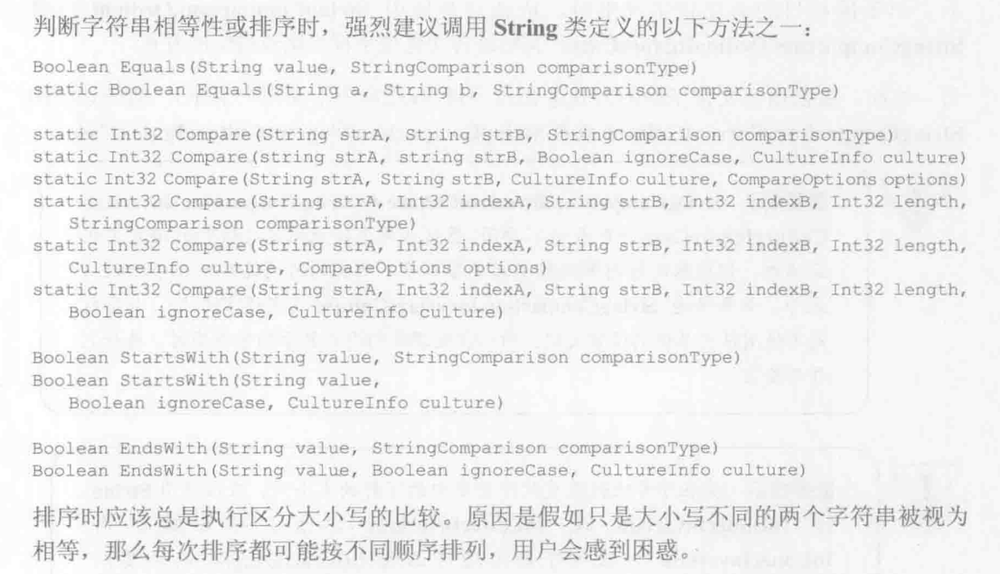 判断字符串相等性或排序时，强烈建议调用 String 类定义的以下方法之一：
Boolean Equals(String value, StringComparison comparisonType)
static Boolean Equals(String a, String b, StringComparison comparisonType)
static Int32 Compare(String strA, String strB, StringComparison comparisonType)
static Int32 Compare(string strA, string strB, Boolean ignoreCase, CultureInfo culture)
static Int32 Compare(String strA, String strB, CultureInfo culture, CompareOptions options)
static Int32 Compare(String strA, Int32 indexA, String strB, Int32 indexB, Int32 length,
StringComparison comparisonType)
static Int32 Compare(String strA, Int32 indexA, String strB, Int32 indexB, Int32 length,
CultureInfo culture, CompareOptions options)
static Int32 Compare(String strA, Int32 indexA, String strB, Int32 indexB, Int32 length,
Boolean ignoreCase, CultureInfo culture)
Boolean StartsWith(String value, StringComparison comparisonType)
Boolean StartsWith(String value,
Boolean ignoreCase, CultureInfo culture)
Boolean EndsWith(String value, StringComparison comparisonType)
Boolean EndsWith(String value, Boolean ignoreCase, CultureInfo culture)
排序时应该总是执行区分大小写的比较。原因是假如只是大小写不同的两个字符串被视为
相等，那么每次排序都可能按不同顺序排列，用户会感到困惑。